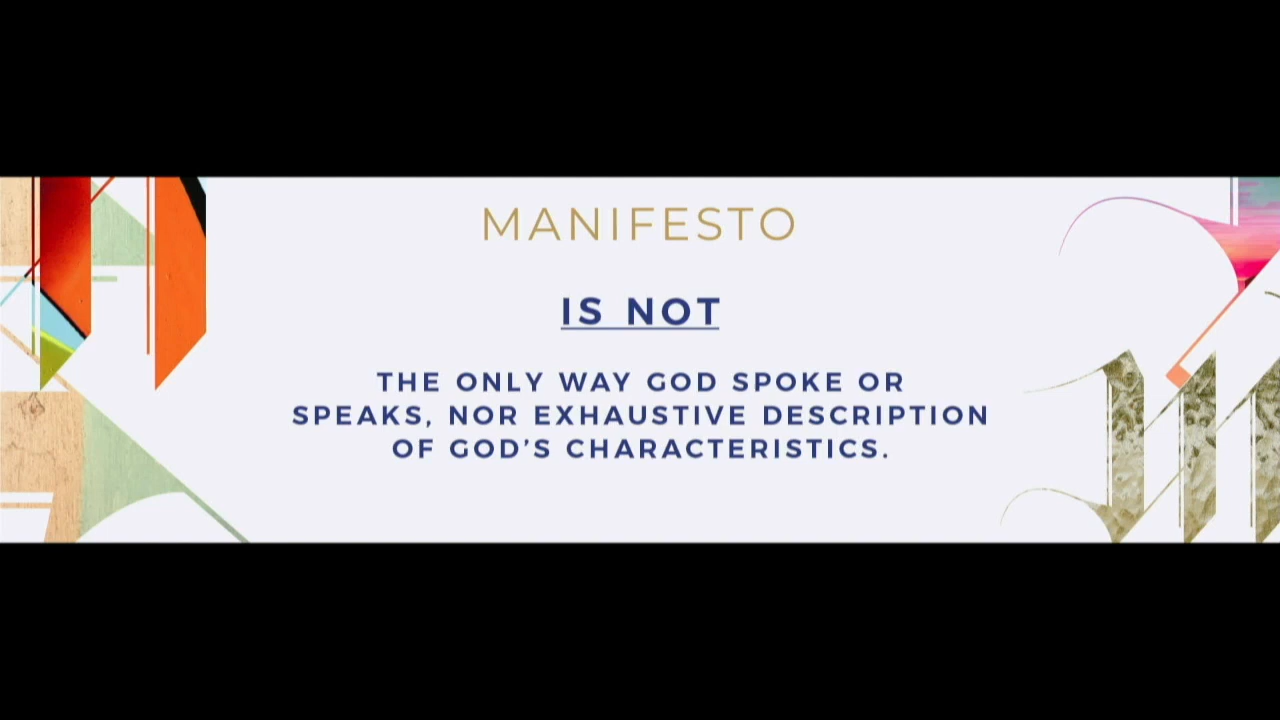 MANIFESTO
IS NOT
THE ONLY WAY GOD SPOKE OR
SPEAKS, NOR EXHAUSTIVE DESCRIPTION
OF GOD'S CHARACTERISTICS.